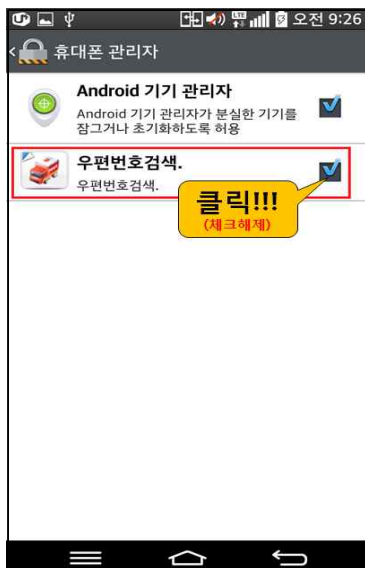 오전 9:26
휴대폰 관리자
Android 기기 관리자
Android 기기 관리자가 분실한 기기를
잠그거나 초기화하도록 허용
우편번호검색.
우편번호검색.
클릭!!!
(체크해제)